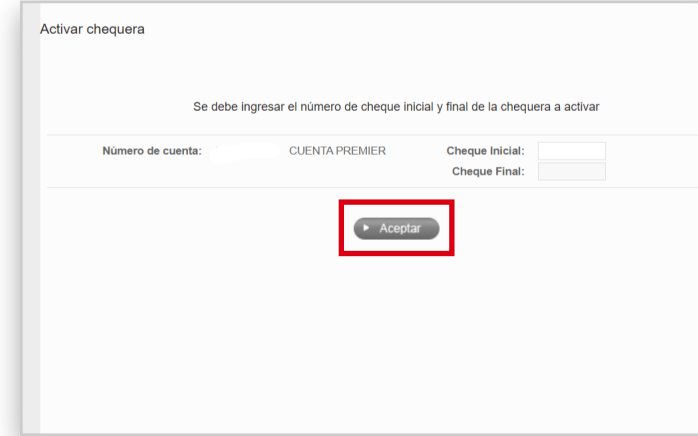 Activar chequera
Se debe ingresar el número de cheque inicial y final de la chequera a activar
Número de cuenta: CUENTA PREMIER Cheque Inicial:
Cheque Final:
Aceptar